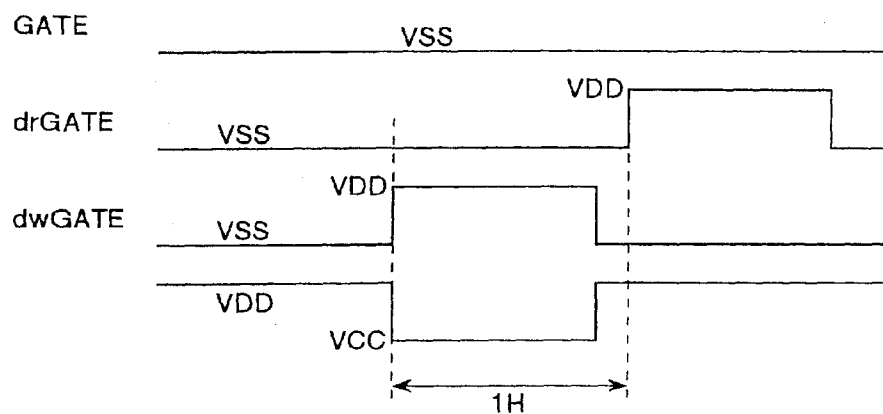 GATE
VSS
VDD
drGATE
VSS
VDD
dwGATE
VSS
VDD
VCC
1H